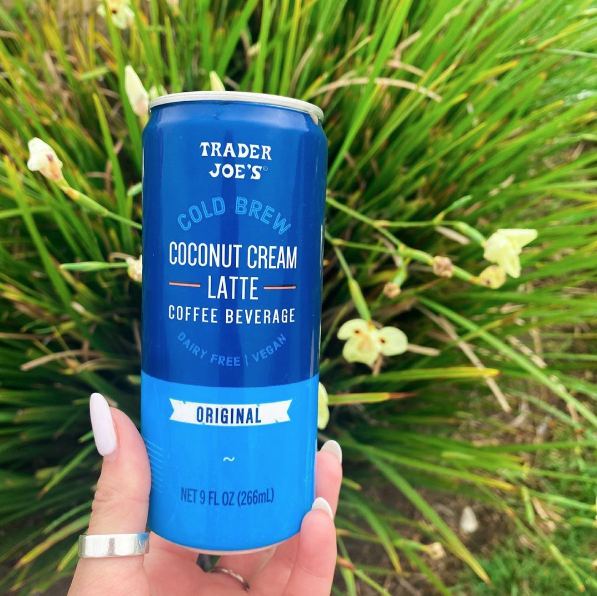 TRADER
JOE'S
COLD BREW
COCONUT CREAM
LATTE
COFFEE BEVERAGE
DAIRY FREE | VEGAN
ORIGINAL
~
NET 9 FL OZ (266mL)